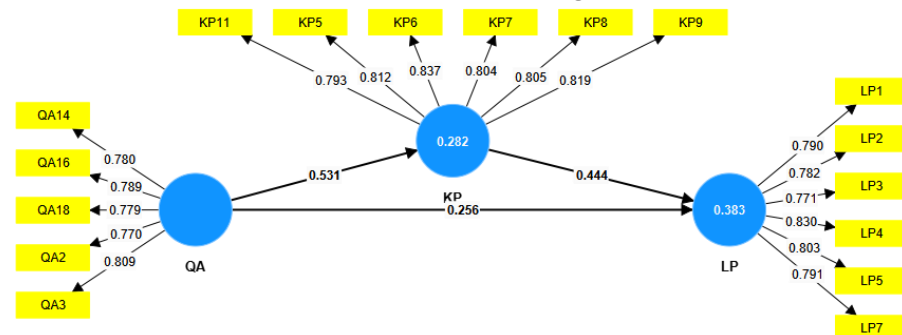 KP11 KP5 KP6 KP7 KP8 KP9
0.793 0.812 0.837 0.804 0.805 0.819
LP1
QA14
0.790
LP2
0.780
0.282
0.782
QA16
0.789
0.531
0.444
0.771
LP3
KP
QA18
0.779
0.256
0.383
0.830
LP4
0.770
QA2
0.803
QA
LP
0.809
0.791
LP5
QA3
LP7